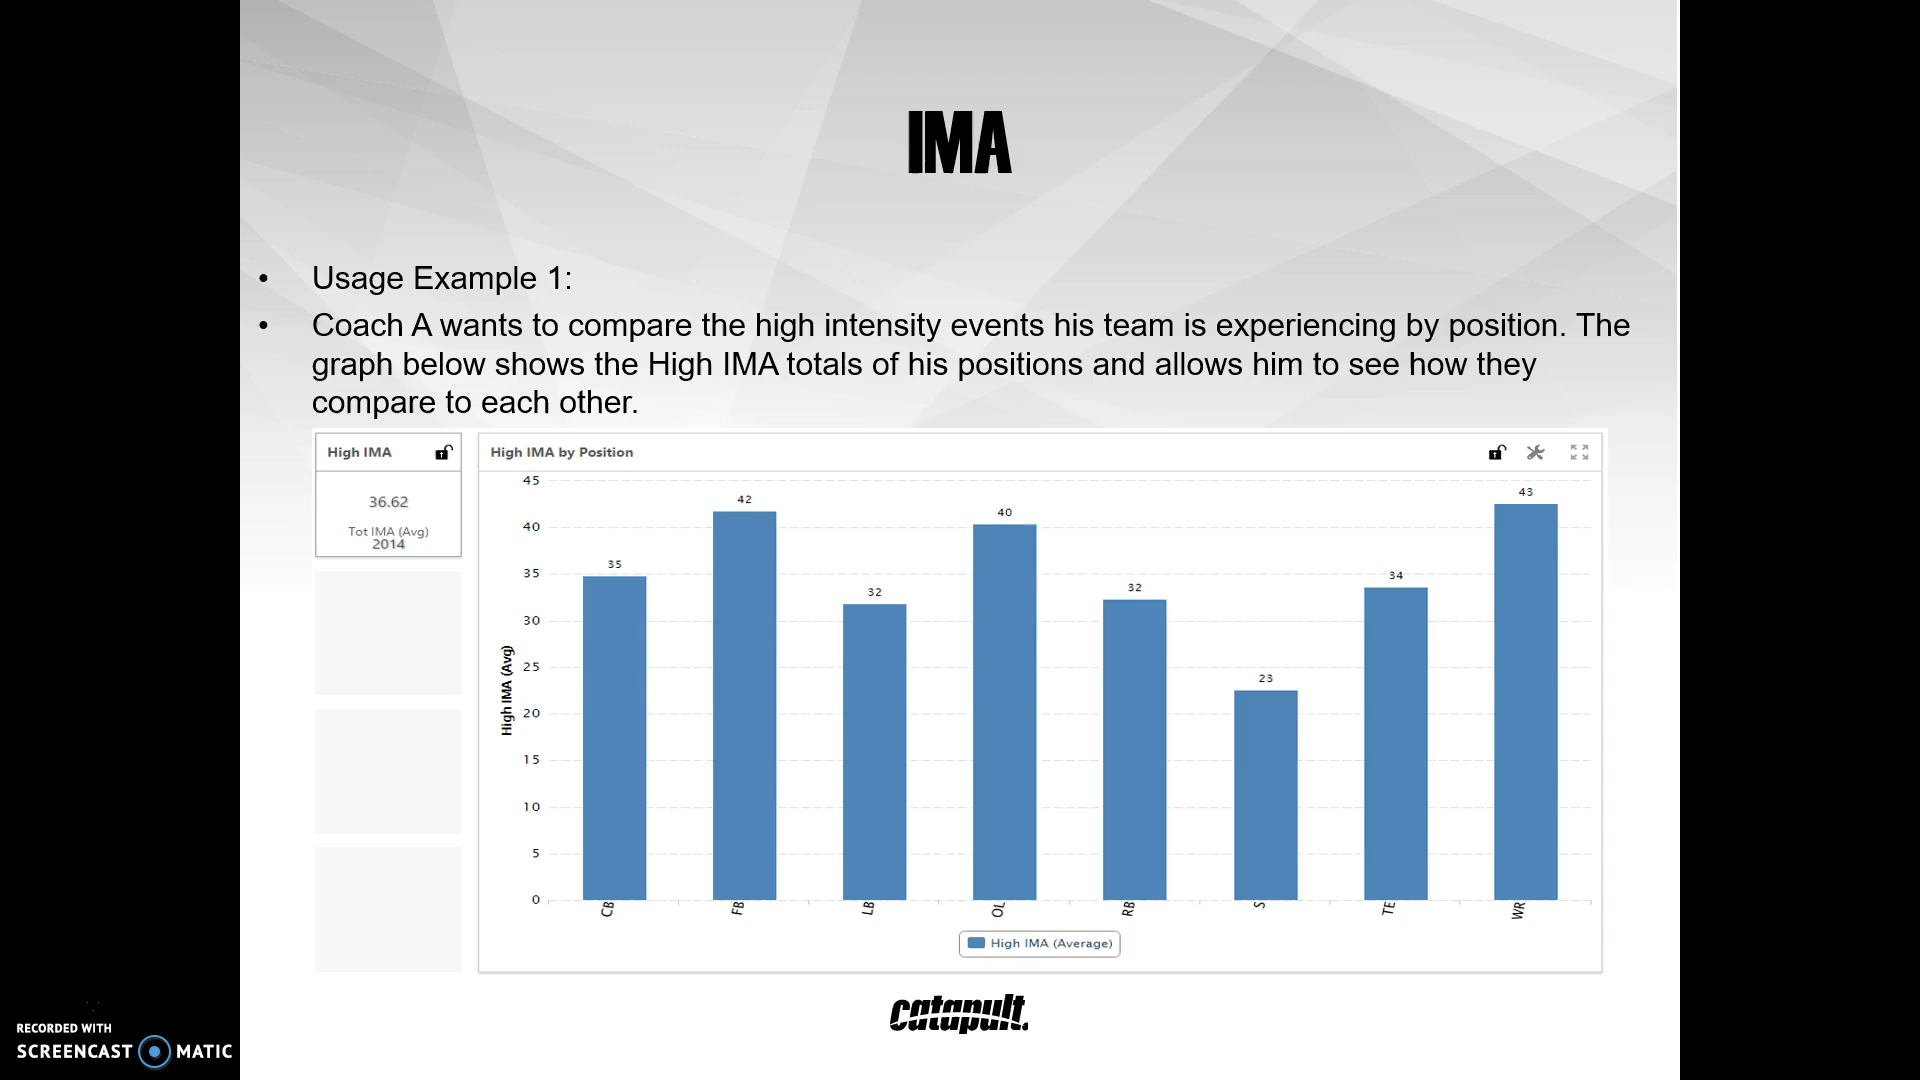 IMA
• Usage Example 1:
• Coach A wants to compare the high intensity events his team is experiencing by position. The
graph below shows the High IMA totals of his positions and allows him to see how they
compare to each other.
High IMA
36.62
Tot IMA (Avg)
2014
High IMA by Position
High IMA (Avg)
45
40
35
30
25
20
15
10
5
0
35
42
32
40
32
23
34
43
CB
FB
LB
OL
RB
S
TE
WR
High IMA (Average)
catapult.
RECORDED WITH
SCREENCAST MATIC